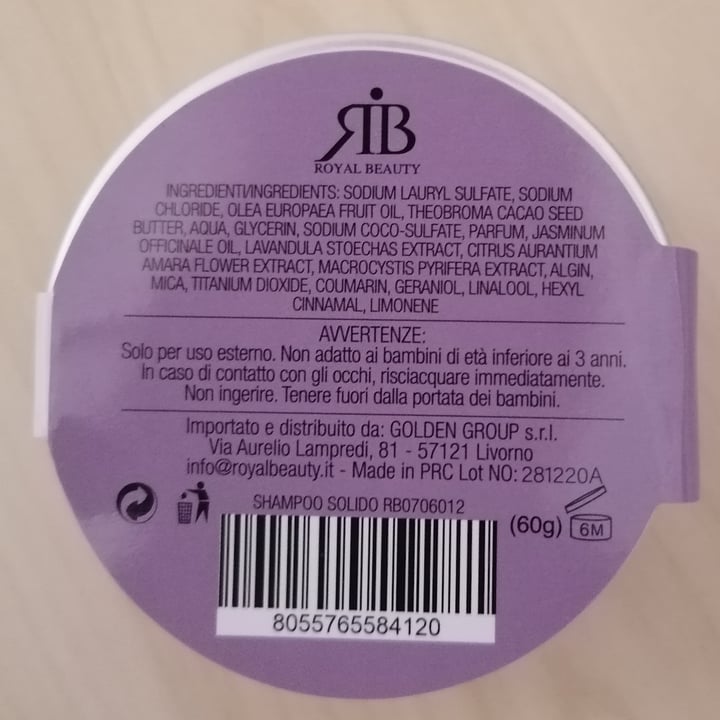 RIB
ROYAL BEAUTY
INGREDIENTI/INGREDIENTS: SODIUM LAURYL SULFATE, SODIUM
CHLORIDE, OLEA EUROPAEA FRUIT OIL, THEOBROMA CACAO SEED
BUTTER, AQUA, GLYCERIN, SODIUM COCO-SULFATE, PARFUM, JASMINUM
OFFICINALE OIL, LAVANDULA STOECHAS EXTRACT, CITRUS AURANTIUM
AMARA FLOWER EXTRACT, MACROCYSTIS PYRIFERA EXTRACT, ALGIN,
MICA, TITANIUM DIOXIDE, COUMARIN, GERANIOL, LINALOOL, HEXYL
CINNAMAL, LIMONENE
AVVERTENZE:
Solo per uso esterno. Non adatto ai bambini di età inferiore ai 3 anni.
In caso di contatto con gli occhi, risciacquare immediatamente.
Non ingerire. Tenere fuori dalla portata dei bambini.
Importato e distribuito da: GOLDEN GROUP s.r.l.
Via Aurelio Lampredi, 81 - 57121 Livorno
info@royalbeauty.it - Made in PRC Lot NO: 281220A
SHAMPOO SOLIDO RB0706012
(60g) 6M
8055765584120